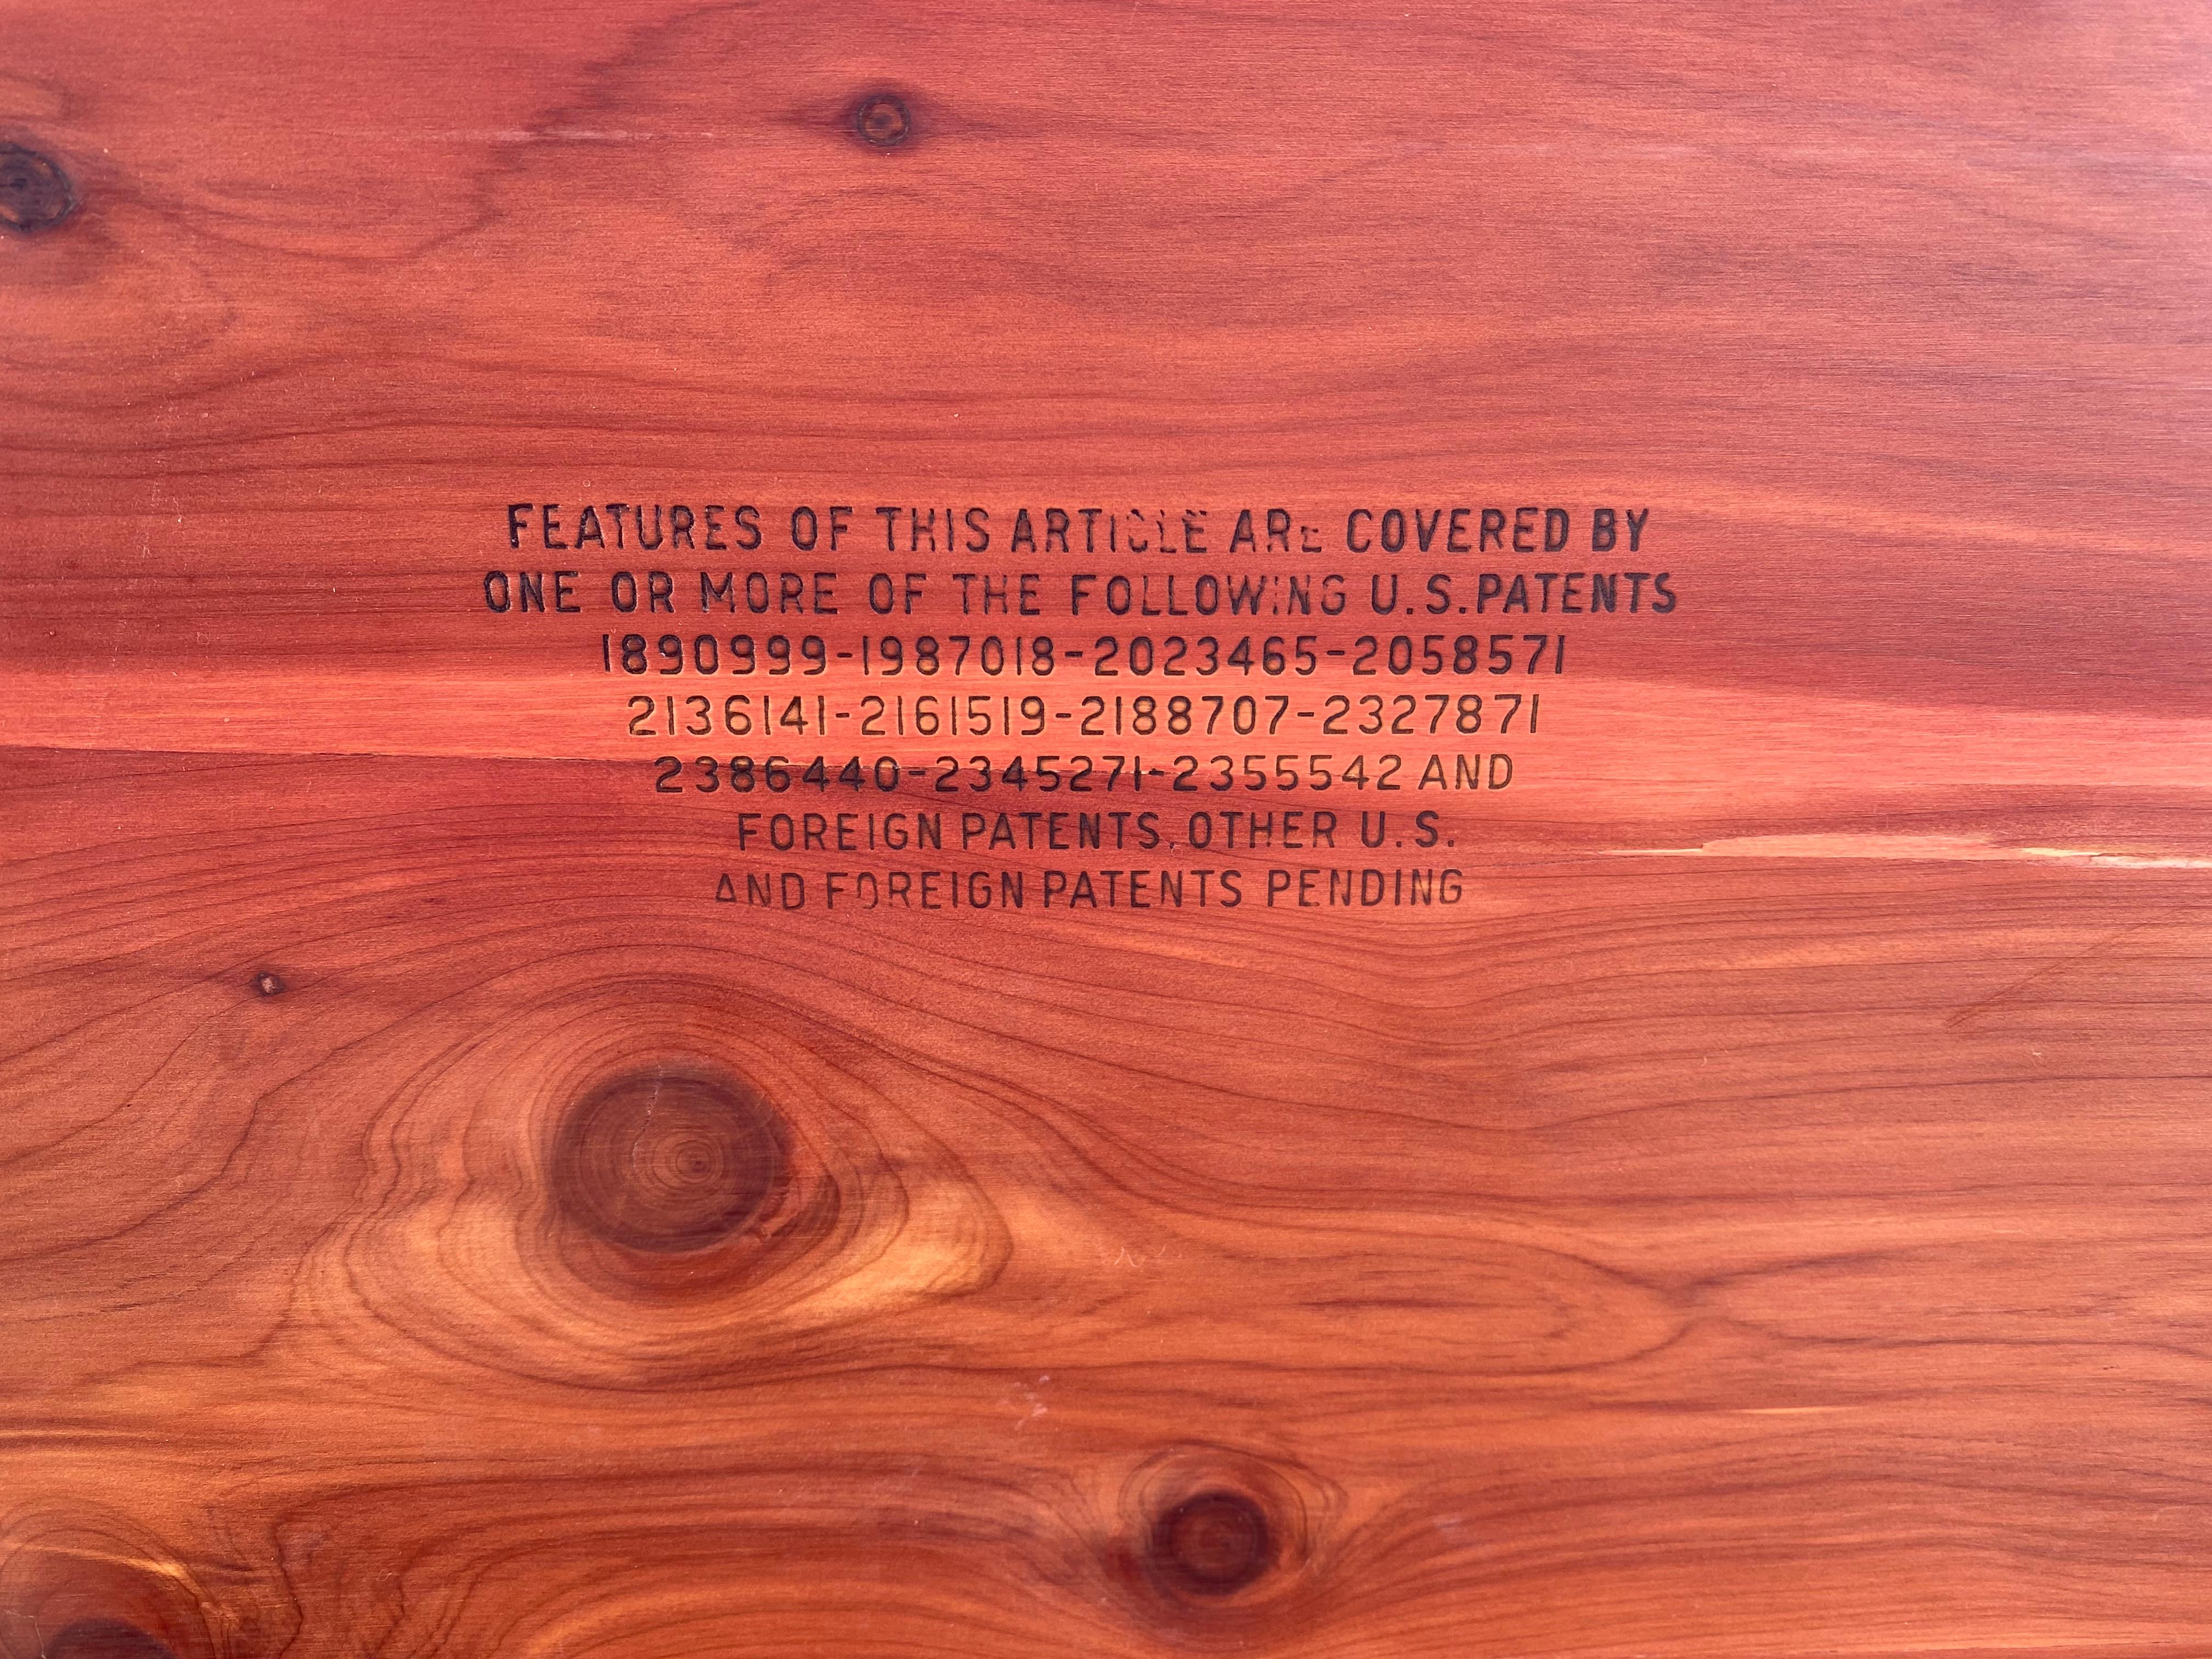 FEATURES OF THIS ARTICLE ARE COVERED BY
ONE OR MORE OF THE FOLLOWING U.S.PATENTS
1890999-1987018-2023465-2058571
2136141-2161519-2188707-2327871
2386440-2345271-2355542 AND
FOREIGN PATENTS, OTHER U.S.
AND FOREIGN PATENTS PENDING